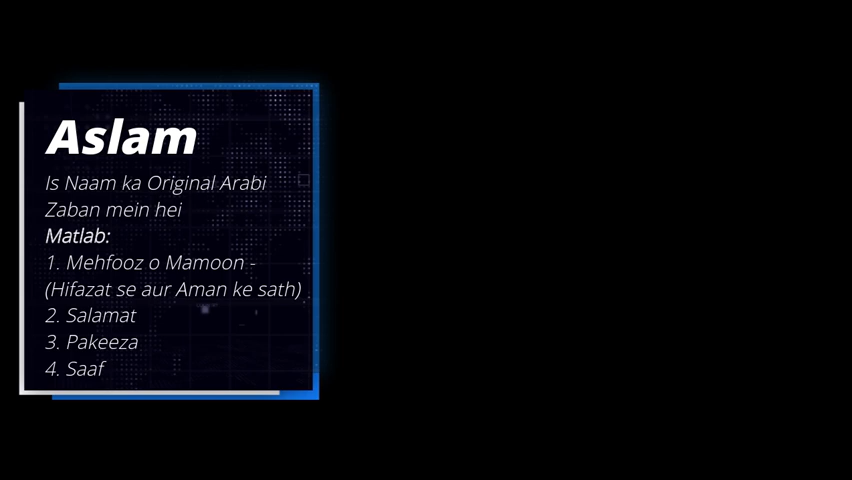 Aslam
Is Naam ka Original Arabi
Zaban mein hei
Matlab:
1. Mehfooz o Mamoon -
(Hifazat se aur Aman ke sath)
2. Salamat
3. Pakeeza
4. Saaf